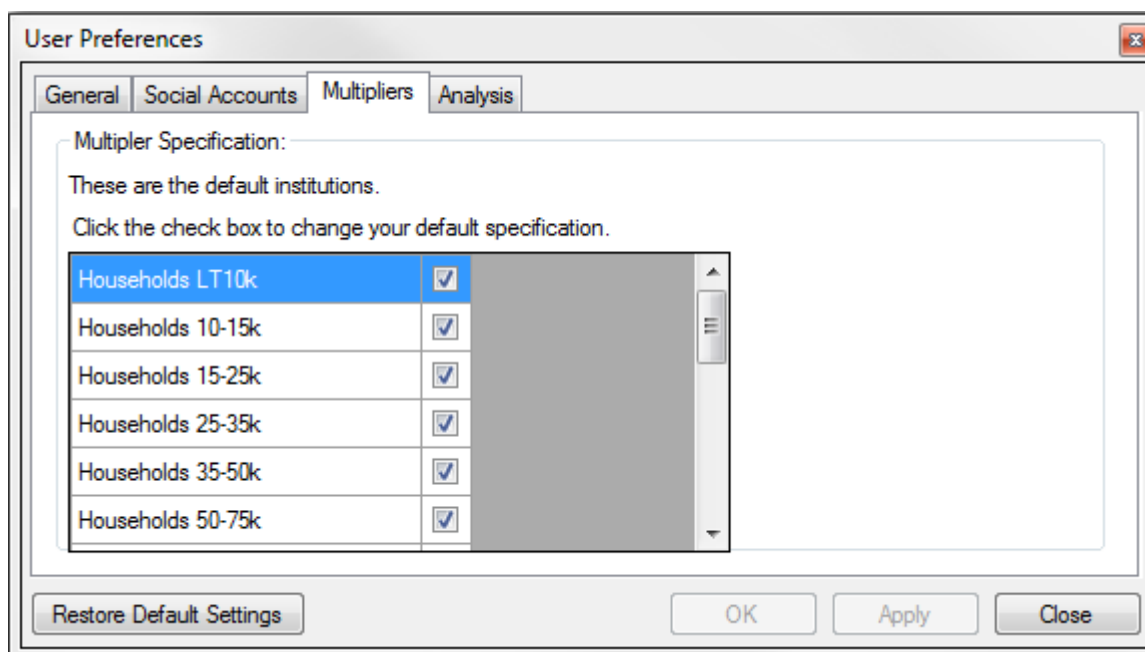 User Preferences
General Social Accounts Multipliers Analysis
Multipler Specification:
These are the default institutions.
Click the check box to change your default specification.
Households LT10k
Households 10-15k
Households 15-25k
Households 25-35k
Households 35-50k
Households 50-75k
Restore Default Settings OK Apply Close